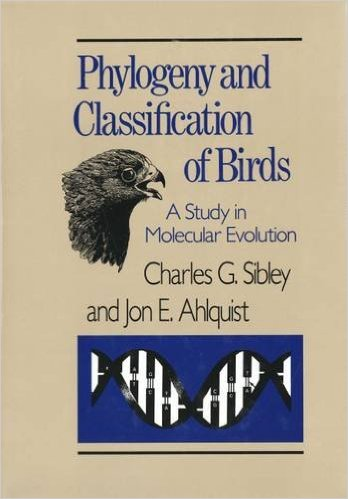 Phylogeny and
Classification
of Birds
A Study in
Molecular Evolution
Charles G. Sibley
and Jon E. Ahlquist